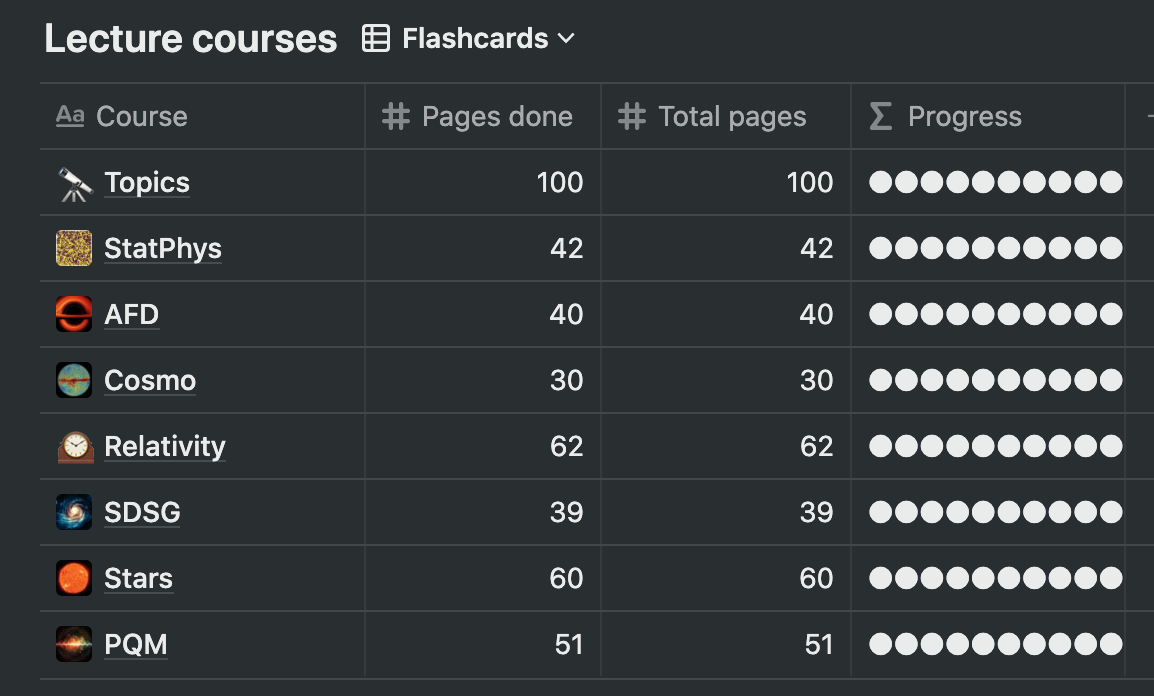 Lecture courses Flashcards
Aa Course # Pages done # Total pages Σ Progress
Topics 100 100
StatPhys 42 42
AFD 40 40
Cosmo 30 30
Relativity 62 62
SDSG 39 39
Stars 60 60
PQM 51 51